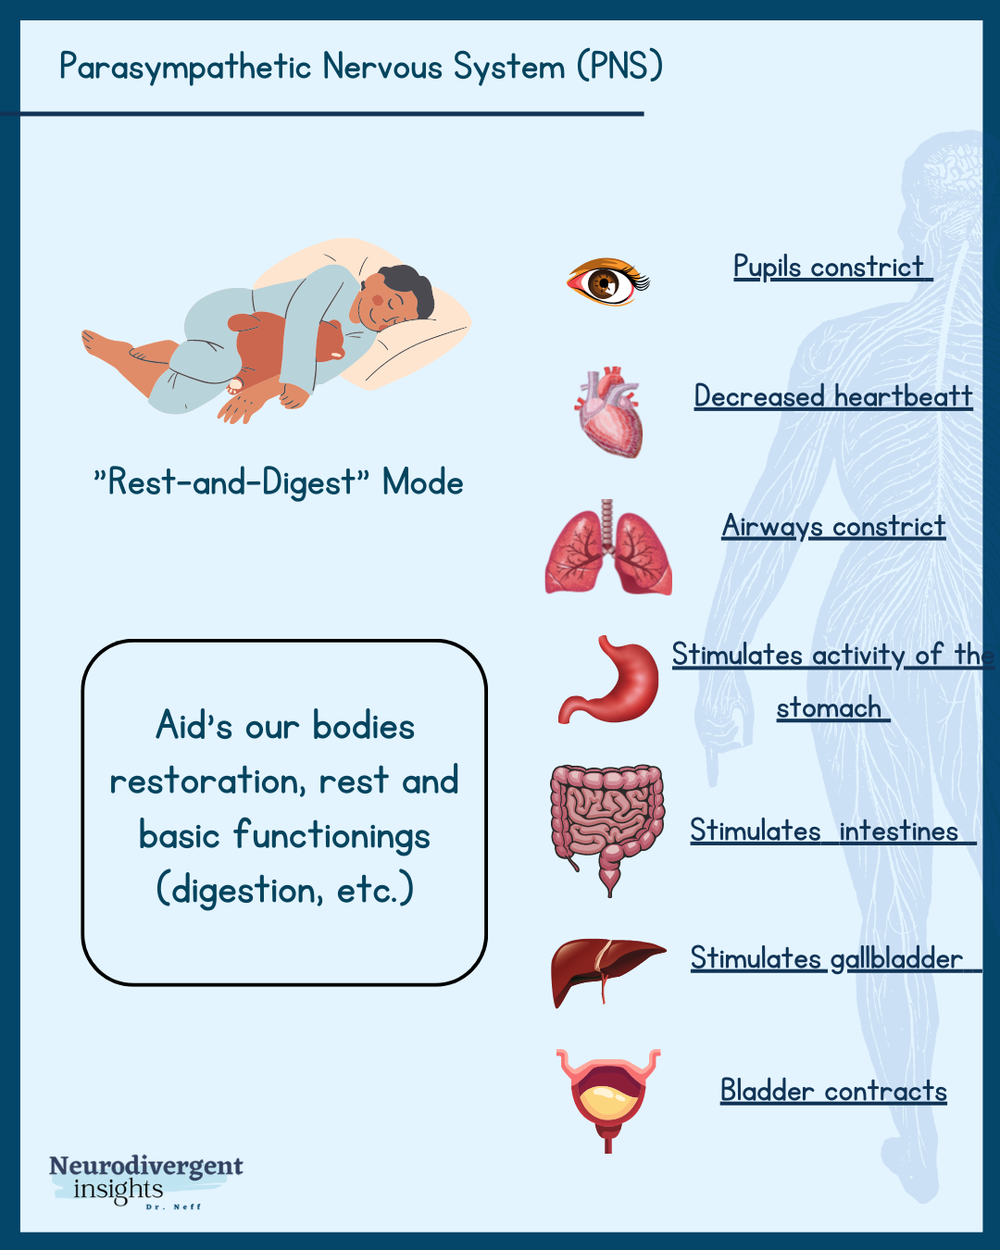 Parasympathetic Nervous System (PNS)
”Rest-and-Digest” Mode
Aid’s our bodies
restoration, rest and
basic functionings
(digestion, etc.)
Pupils constrict
Decreased heartbeatt
Airways constrict
Stimulates activity of the
stomach
Stimulates intestines
Stimulates gallbladder
Bladder contracts
Neurodivergent
insights
Dr. Neff